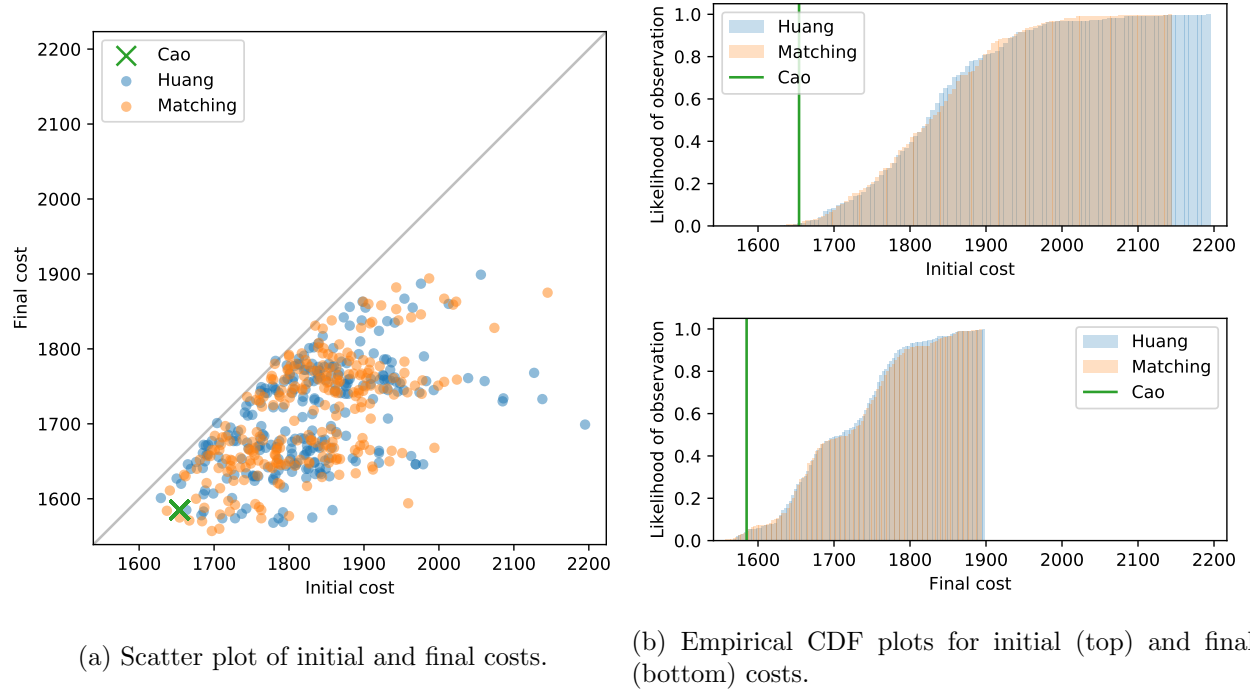 2200
2100
2000
1900
1800
1700
1600
Final cost
Cao
Huang
Matching
1600 1700 1800 1900 2000 2100 2200
Initial cost
(a) Scatter plot of initial and final costs.
1.0
0.8
0.6
0.4
0.2
0.0
Likelihood of observation
Huang
Matching
Cao
1600 1700 1800 1900 2000 2100 2200
Initial cost
1.0
0.8
0.6
0.4
0.2
0.0
Likelihood of observation
Huang
Matching
Cao
1600 1700 1800 1900 2000 2100 2200
Final cost
(b) Empirical CDF plots for initial (top) and final
(bottom) costs.